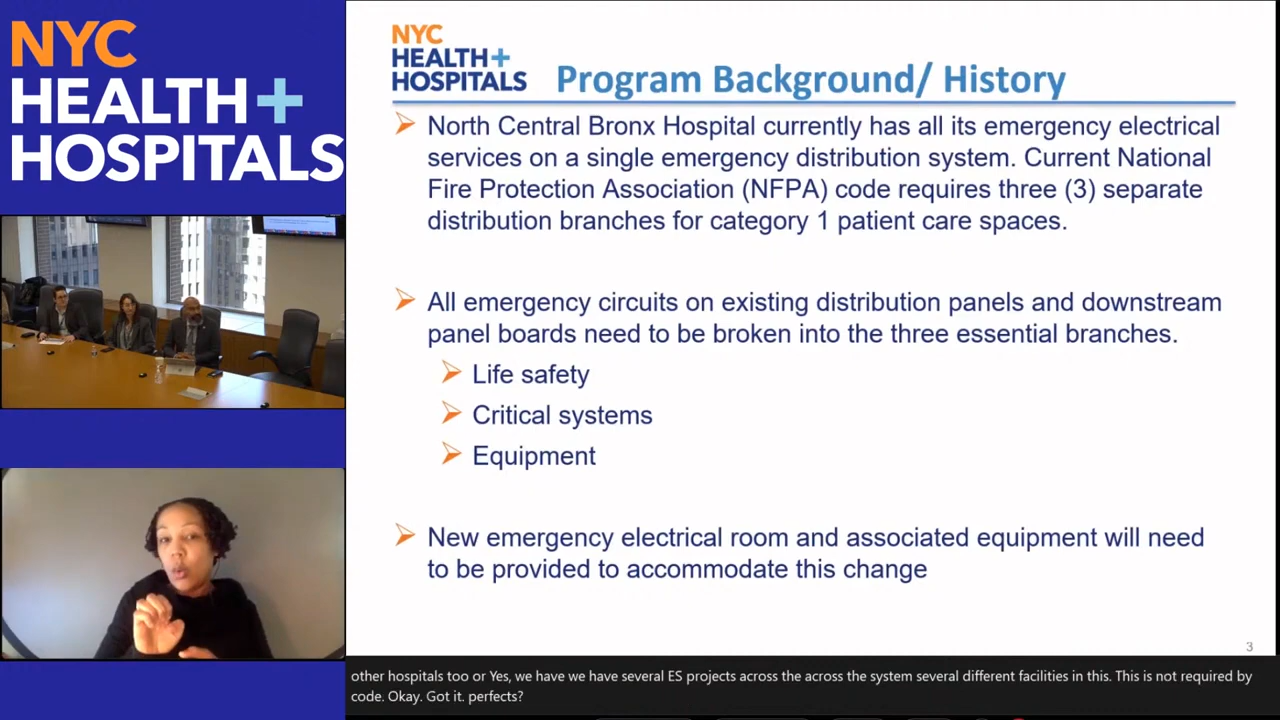 NYC
HEALTH+
HOSPITALS
NYC
HEALTH+
HOSPITALS
Program Background/ History
North Central Bronx Hospital currently has all its emergency electrical
services on a single emergency distribution system. Current National
Fire Protection Association (NFPA) code requires three (3) separate
distribution branches for category 1 patient care spaces.
All emergency circuits on existing distribution panels and downstream
panel boards need to be broken into the three essential branches.
Life safety
Critical systems
Equipment
New emergency electrical room and associated equipment will need
to be provided to accommodate this change
3
other hospitals too or Yes, we have we have several ES projects across the across the system several different facilities in this. This is not required by
code. Okay. Got it. perfects?